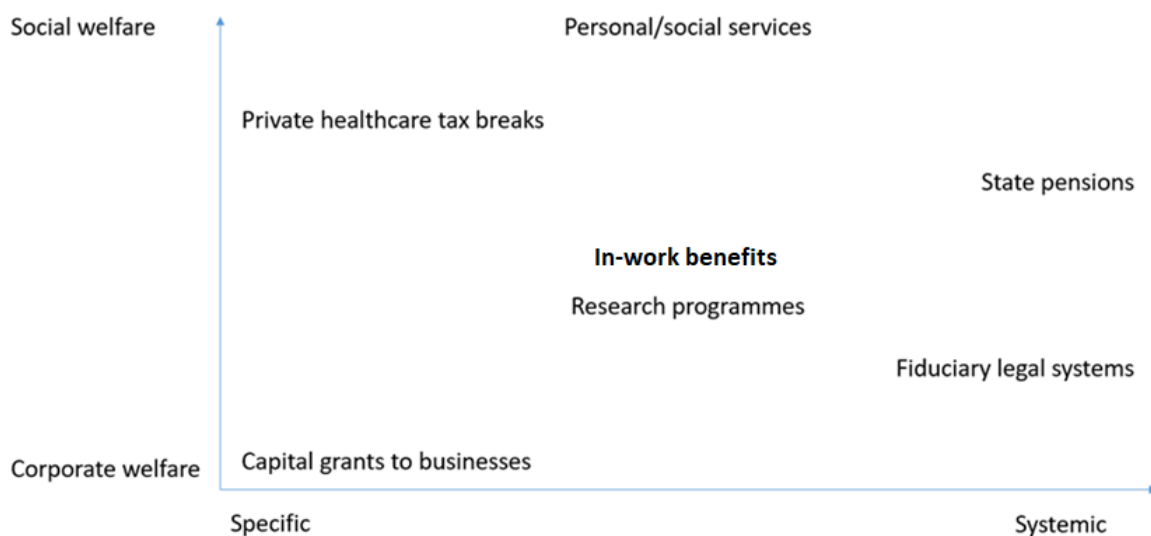 Social welfare
Personal/social services
Private healthcare tax breaks
State pensions
In-work benefits
Research programmes
Fiduciary legal systems
Capital grants to businesses
Corporate welfare
Specific
Systemic